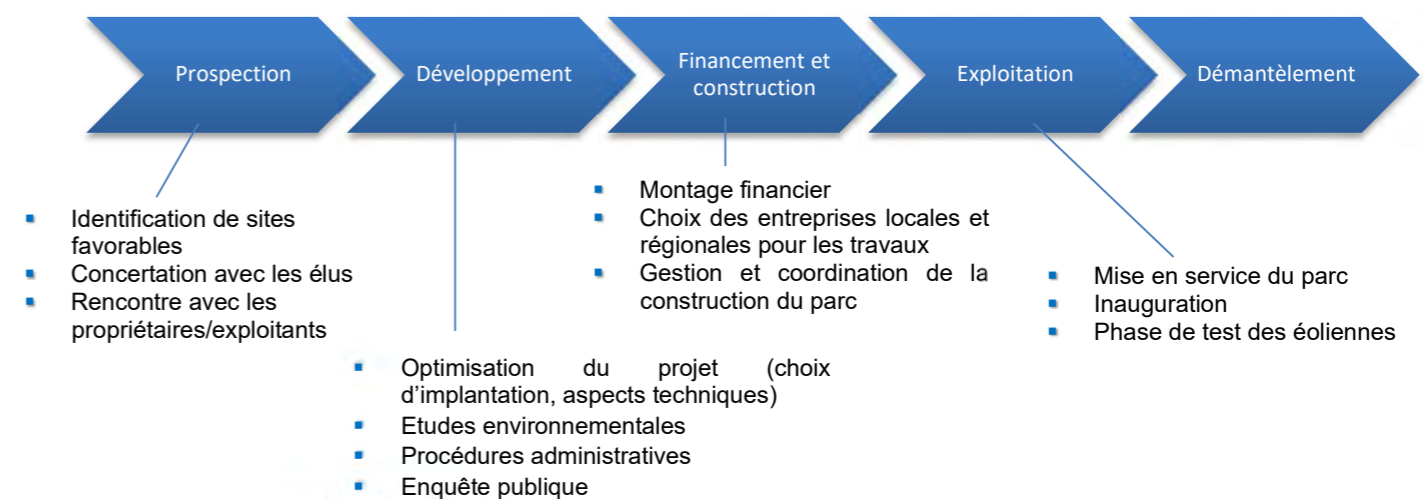 Prospection
Développement
Financement et
construction
Exploitation
Démantèlement
▪ Identification de sites
favorables
▪ Concertation avec les élus
▪ Rencontre avec les
propriétaires/exploitants
▪ Optimisation du projet (choix
d’implantation, aspects techniques)
▪ Etudes environnementales
▪ Procédures administratives
▪ Enquête publique
▪ Montage financier
▪ Choix des entreprises locales et
régionales pour les travaux
▪ Gestion et coordination de la
construction du parc
▪ Mise en service du parc
▪ Inauguration
▪ Phase de test des éoliennes